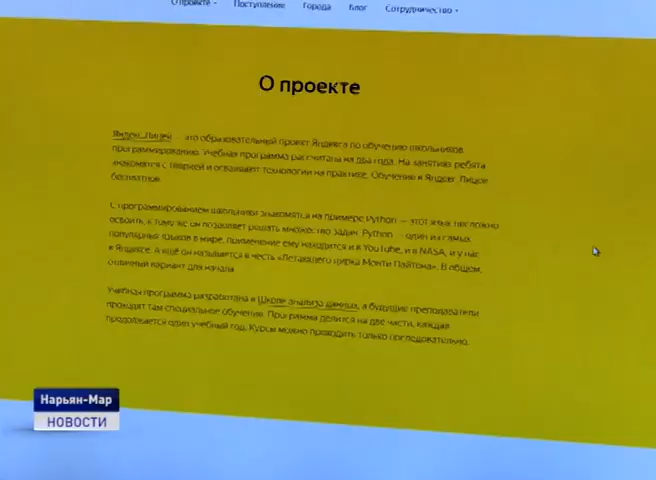 О проекте Поступление Города Блог Сотрудничество
О проекте
Яндекс.Лицей — это образовательный проект Яндекса по обучению школьников
программированию. Учебная программа рассчитана на два года. На занятиях ребята
знакомятся с теорией и осваивают технологии на практике. Обучение в Яндекс.Лицее
бесплатное.
С программированием школьники знакомятся на примере Python — этот язык несложно
освоить, к тому же он позволяет решать множество задач. Python — один из самых
популярных языков в мире, применение ему находится и в YouTube, и в NASA, и у нас
в Яндексе. А ещё он называется в честь «Летающего цирка Монти Пайтона». В общем,
отличный вариант для начала.
Учебная программа разработана в Школе анализа данных, а будущие преподаватели
проходят там специальное обучение. Программа делится на две части, каждая
продолжается один учебный год. Курсы можно проходить только последовательно.
Нарьян-Мар
НОВОСТИ